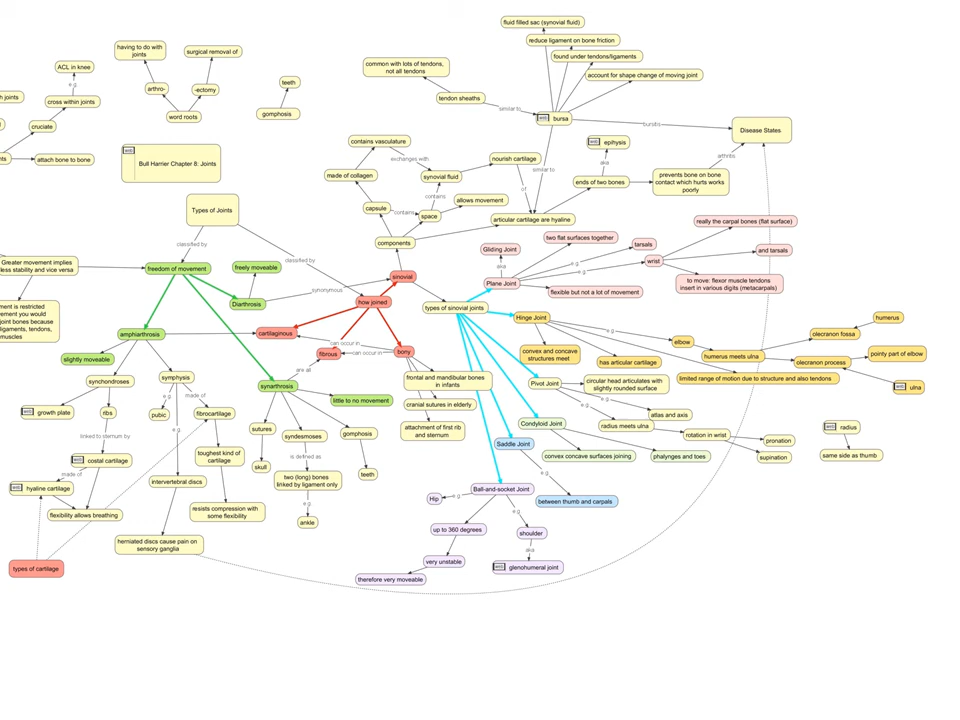 fluid filled sac (synovial fluid)
reduce ligament on bone friction
found under tendons/ligaments
account for shape change of moving joint
having to do with
joints
surgical removal of
common with lots of tendons,
not all tendons
ACL in knee
e.g
arthro-
-ectomy
teeth
h joints
cross within joints
tendon sheaths
similar to
word roots
gomphosis
bursa
bursitis
Disease States.
cruciate
contains vasculature
epihysis
nts
attach bone to bone
Bull Harrier Chapter 8: Joints
exchanges with
nourish cartilage
aka
arthritis
made of collagen
synovial fluid
similar to
ends of two bones
prevents bone on bone
contact which hurts works
poorly
of
contains
allows movement
Types of Joints
capsule
contains
space
articular cartilage are hyaline
really the carpal bones (flat surface)
classified by
components
two flat surfaces together
tarsals
Gliding Joint
and tarsals
Greater movement implies
less stability and vice versa
classified by
freedom of movement
freely moveable
aka
e.g
wrist
sinovial
e.g
Plane Joint
to move: flexor muscle tendons
insert in various digits (metacarpals)
synonymous
flexible but not a lot of movement
Diarthrosis
how joined
types of sinovial joints
ment is restricted
ement you would
joint bones because
ligaments, tendons,
muscles
Hinge Joint
humerus
amphiarthrosis
cartilaginous
e.g
olecranon fossa
can occur in
elbow
fibrous
can occur in
bony
convex and concave
structures meet
humerus meets ulna
pointy part of elbow
slightly moveable
has articular cartilage
olecranon process
are at
synchondroses
symphysis
frontal and mandibular bones
in infants
limited range of motion due to structure and also tendons
synarthrosis
Pivot Joint
circular head articulates with
slightly rounded surface
ulna
e.g
made of
e.g
little to no movement
cranial sutures in elderly
growth plate
ribs
pubic
fibrocartilage
e.g
atlas and axis
Condyloid Joint
radius meets ulna
radius
sutures
syndesmoses
gomphosis
attachment of first rib
and sternum
rotation in wrist
linked to sternum by
e.g
Saddle Joint
pronation
toughest kind of
cartilage
is defined as
convex concave surfaces joining
phalynges and toes
supination
same side as thumb
costal cartilage
skull
made of
intervertebral discs
two (long) bones
linked by ligament only
teeth
e.g
hyaline cartilage
Ball-and-socket Joint
Hip
e.g
between thumb and carpals
resists compression with
some flexibility
e.g
flexibility allows breathing
e.g
ankle
up to 360 degrees
shoulder
herniated discs cause pain on
sensory ganglia
aka
very unstable
types of cartilage
glenohumeral joint
therefore very moveable